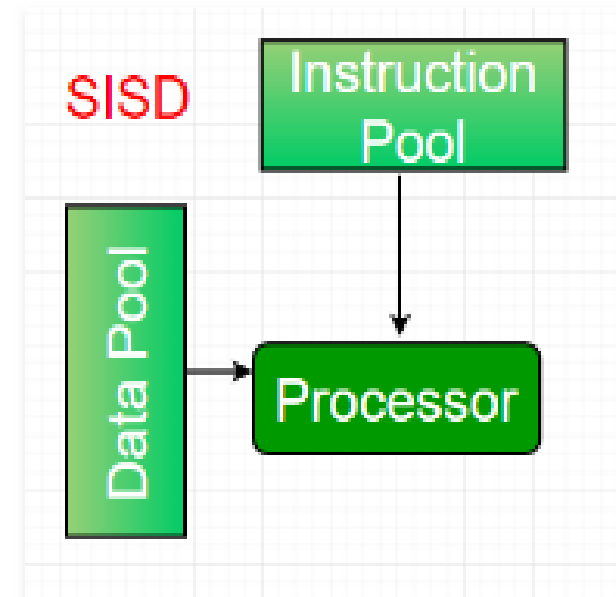 SISD
Instruction
Pool
Data Pool
Processor